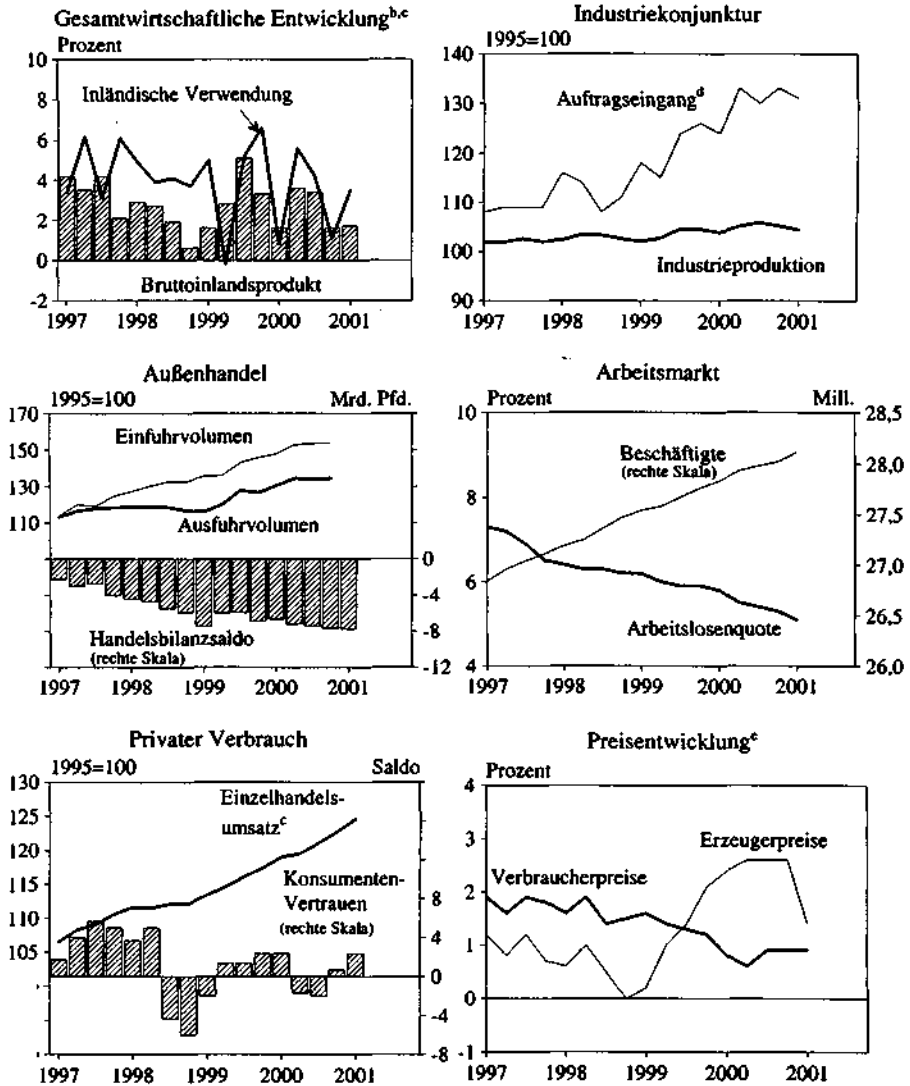 Gesamtwirtschaftliche Entwicklung^b,c
Prozent
10
8
6
4
2
0
-2
Inländische Verwendung
Bruttoinlandsprodukt
1997 1998 1999 2000 2001
Industriekonjunktur
1995=100
140
130
120
110
100
90
Auftragseingang^d
Industrieproduktion
1997 1998 1999 2000 2001
Außenhandel
1995=100 Mrd. Pfd.
170
150
130
110
0
-4
-8
-12
Einfuhrvolumen
Ausfuhrvolumen
Handelsbilanzsaldo
(rechte Skala)
1997 1998 1999 2000 2001
Arbeitsmarkt
Prozent Mill.
10
8
6
4
28,5
28,0
27,5
27,0
26,5
26,0
Beschäftigte
(rechte Skala)
Arbeitslosenquote
1997 1998 1999 2000 2001
Privater Verbrauch
1995=100 Saldo
130
125
120
115
110
105
8
4
0
-4
-8
Einzelhandels-
umsatz^c
Konsumenten-
Vertrauen
(rechte Skala)
1997 1998 1999 2000 2001
Preisentwicklung^e
Prozent
4
3
2
1
0
-1
Erzeugerpreise
Verbraucherpreise
1997 1998 1999 2000 2001